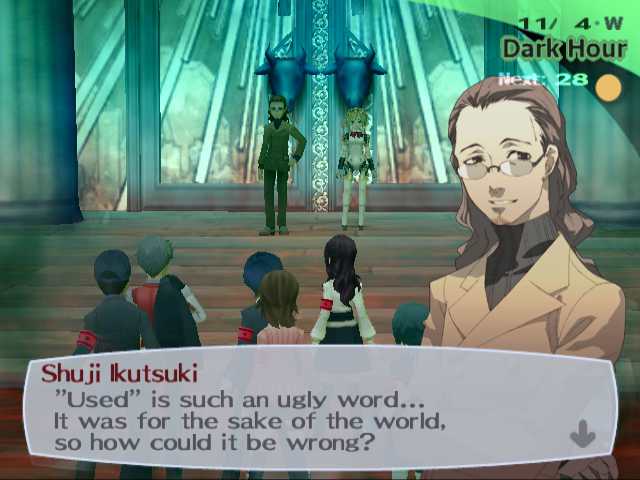 11/ 4·W
Dark Hour
Next: 28
Shuji Ikutsuki
"Used" is such an ugly word...
It was for the sake of the world,
so how could it be wrong?